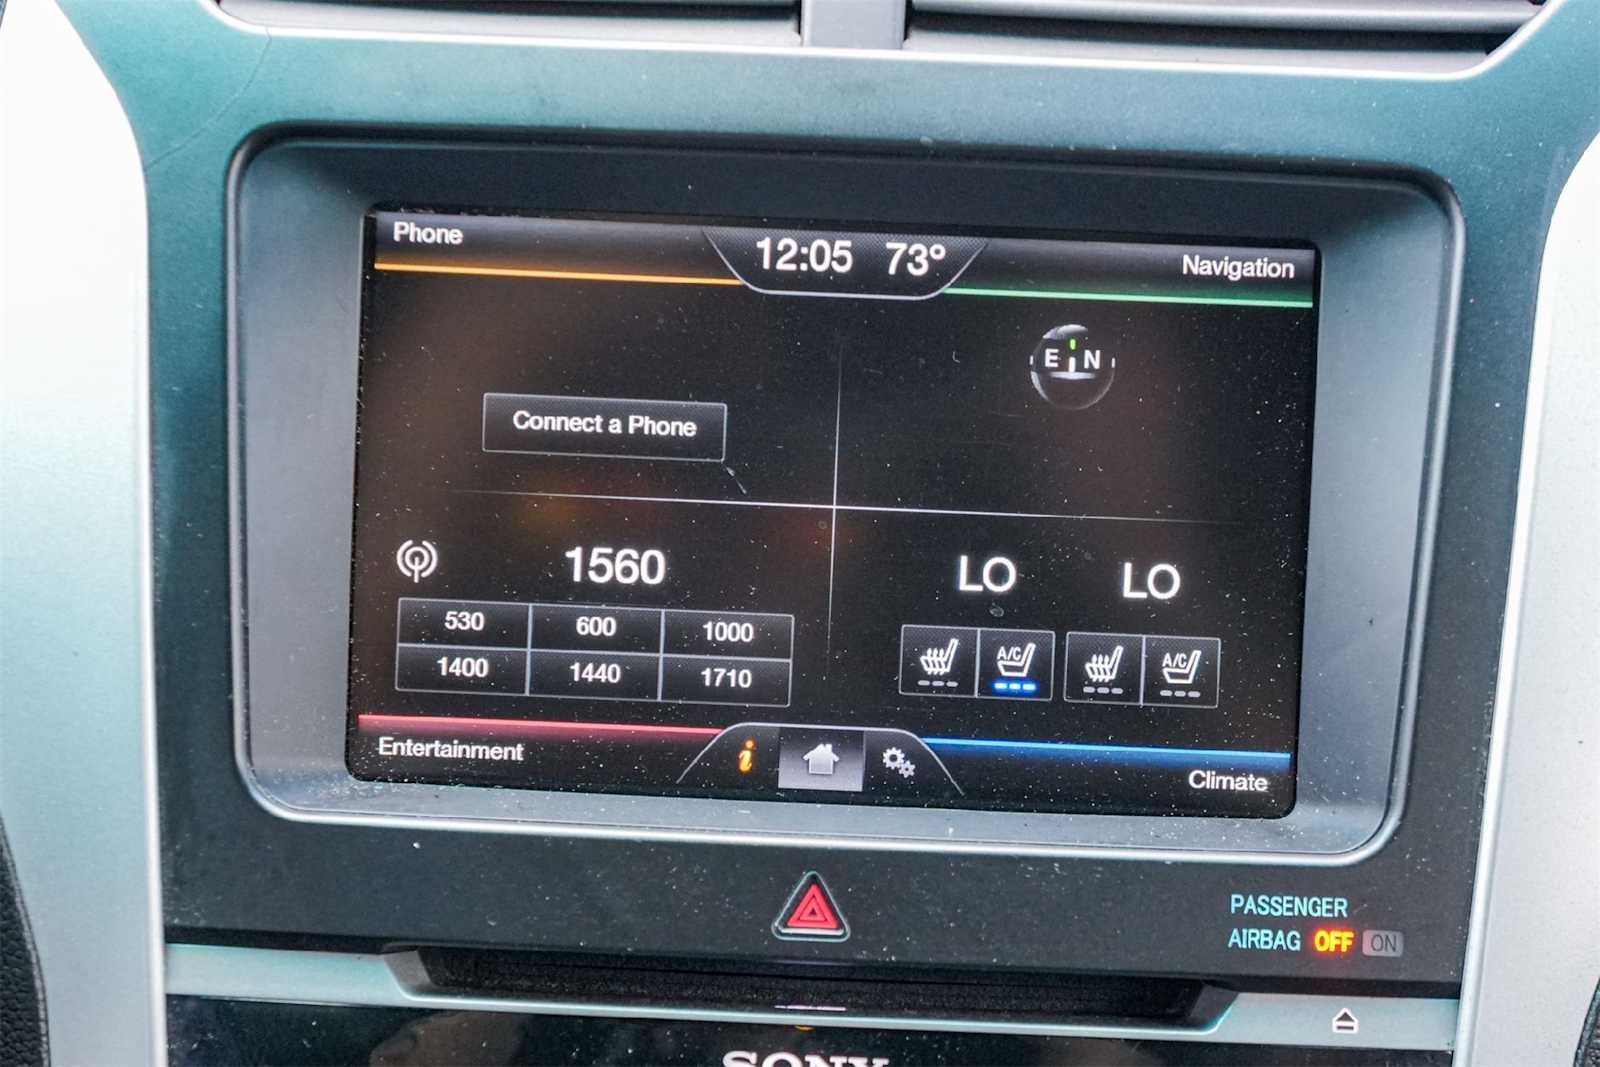 Phone
12:05 73°
Navigation
E N
Connect a Phone
1560
530 600 1000
1400 1440 1710
LO LO
A/C A/C
Entertainment
i
Climate
PASSENGER
AIRBAG OFF ON
SONY